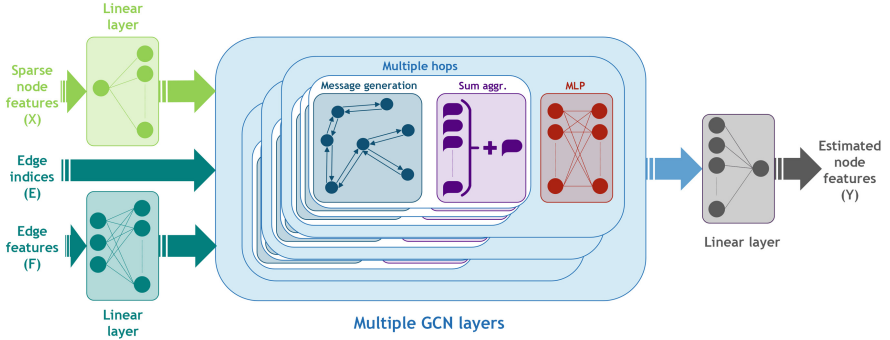 Linear
layer
Sparse
node
features
(X)
Edge
indices
(E)
Edge
features
(F)
Linear
layer
Multiple hops
Message generation
Sum aggr.
MLP
Multiple GCN layers
Linear layer
Estimated
node
features
(Y)